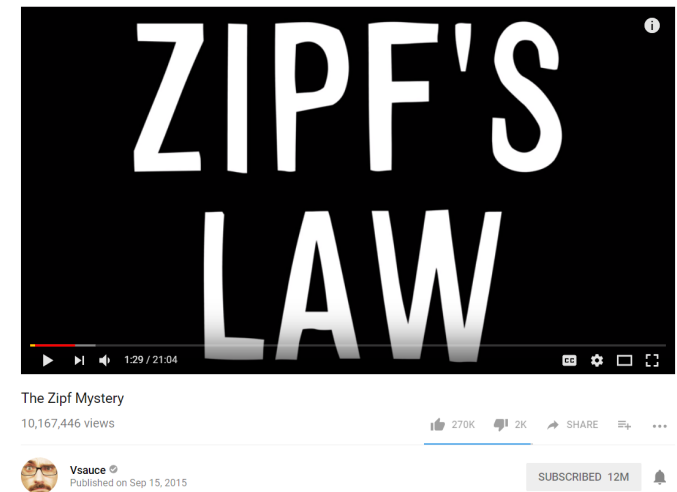 ZIPF'S
LAW
1:29 / 21:04
CC
The Zipf Mystery
10,167,446 views
270K
2K
SHARE
Vsauce
Published on Sep 15, 2015
SUBSCRIBED 12M